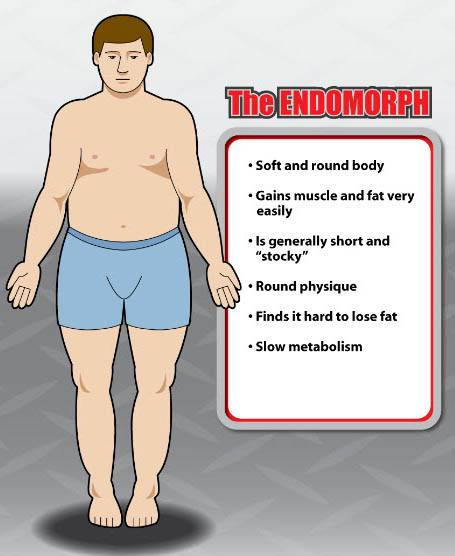 The ENDOMORPH
• Soft and round body
• Gains muscle and fat very
easily
• Is generally short and
“stocky”
• Round physique
• Finds it hard to lose fat
• Slow metabolism